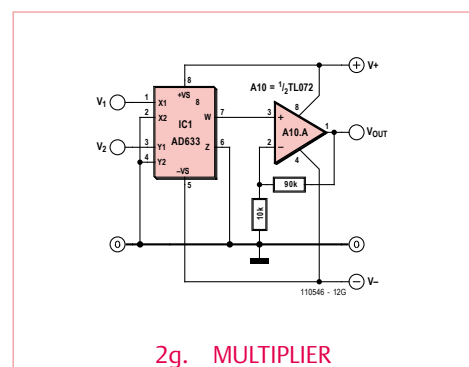 V+
8
A10 = 1/2TL072
+VS
V1
1
X1
8
2
X2
W
7
3
+
8
IC1
A10.A
1
VOUT
AD633
V2
3
Y1
Z
6
2
–
4
4
Y2
–VS
90k
5
10k
0
0
110546 - 12G
V–
2g. MULTIPLIER